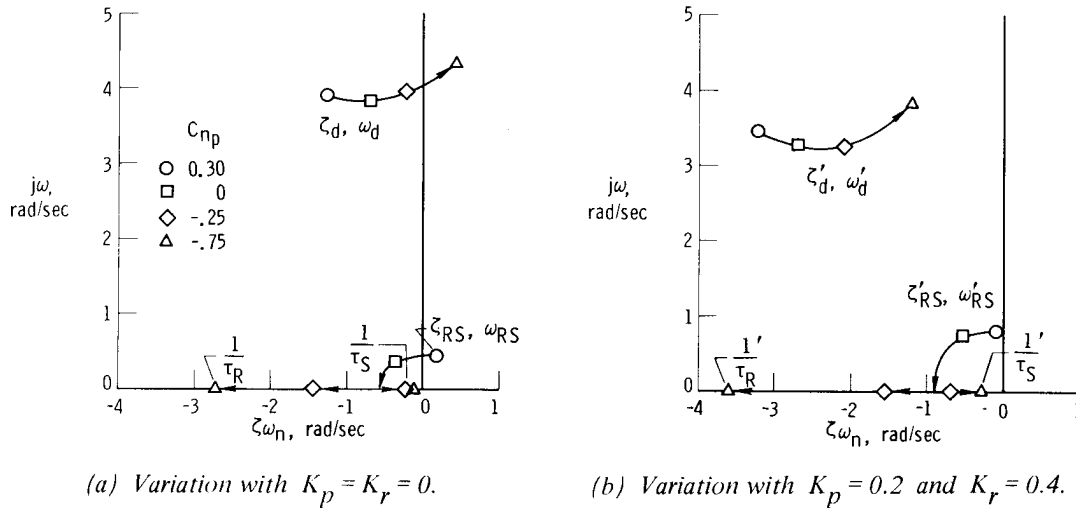 5
4
3
jω,
rad/sec
2
1
0
-4
-3
-2
-1
0
1
ζωn, rad/sec
Cnp
0.30
0
-.25
-.75
ζd, ωd
ζRS, ωRS
1/τR
1/τS
(a) Variation with Kp = Kr = 0.
5
4
3
jω,
rad/sec
2
1
0
-4
-3
-2
-1
- 0
1
ζωn, rad/sec
ζ'd, ω'd
ζ'RS, ω'RS
1'/τR
1'/τS
(b) Variation with Kp = 0.2 and Kr = 0.4.